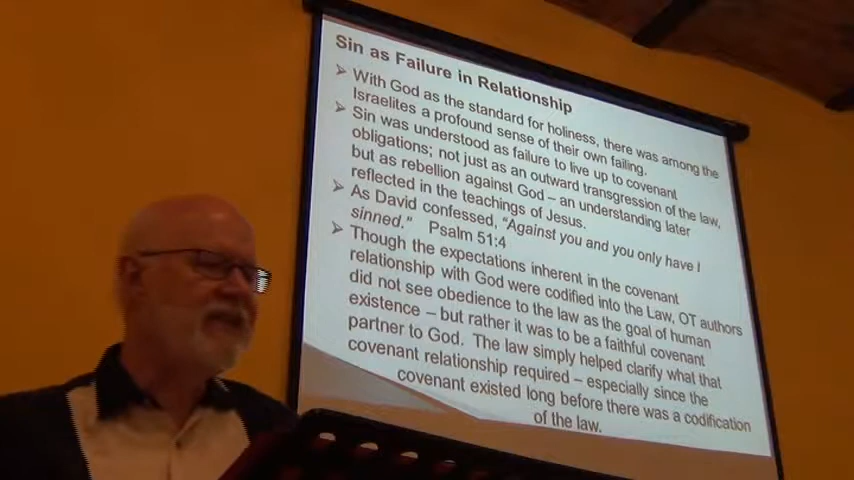 Sin as Failure in Relationship
➢ With God as the standard for holiness, there was among the
Israelites a profound sense of their own failing.
➢ Sin was understood as failure to live up to covenant
obligations; not just as an outward transgression of the law,
but as rebellion against God – an understanding later
reflected in the teachings of Jesus.
➢ As David confessed, “Against you and you only have I
sinned.” Psalm 51:4
➢ Though the expectations inherent in the covenant
relationship with God were codified into the Law, OT authors
did not see obedience to the law as the goal of human
existence – but rather it was to be a faithful covenant
partner to God. The law simply helped clarify what that
covenant relationship required – especially since the
covenant existed long before there was a codification
of the law.